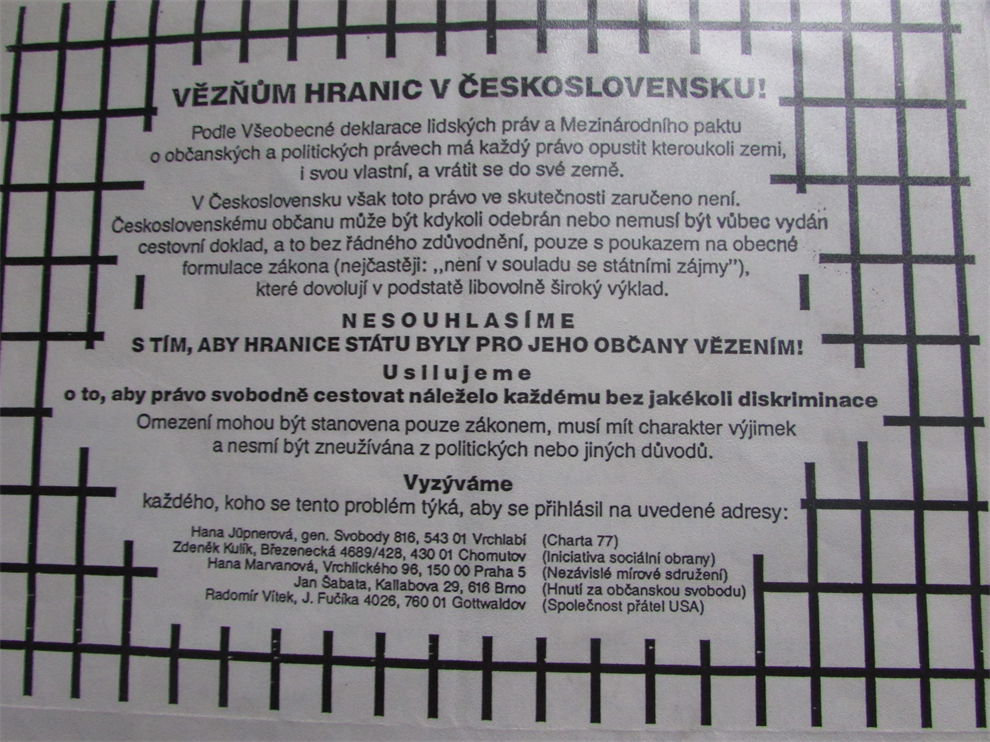 VĚZŇŮM HRANIC V ČESKOSLOVENSKU!
Podle Všeobecné deklarace lidských práv a Mezinárodního paktu
o občanských a politických právech má každý právo opustit kteroukoli zemi,
i svou vlastní, a vrátit se do své země.
V Československu však toto právo ve skutečnosti zaručeno není.
Československému občanu může být kdykoli odebrán nebo nemusí být vůbec vydán
cestovní doklad, a to bez řádného zdůvodnění, pouze s poukazem na obecné
formulace zákona (nejčastěji: ,,není v souladu se státními zájmy”),
které dovolují v podstatě libovolně široký výklad.
NESOUHLASÍME
S TÍM, ABY HRANICE STÁTU BYLY PRO JEHO OBČANY VĚZENÍM!
Usilujeme
o to, aby právo svobodně cestovat náleželo každému bez jakékoli diskriminace
Omezení mohou být stanovena pouze zákonem, musí mít charakter výjimek
a nesmí být zneužívána z politických nebo jiných důvodů.
Vyzýváme
každého, koho se tento problém týká, aby se přihlásil na uvedené adresy:
Hana Jűpnerová, gen. Svobody 816, 543 01 Vrchlabí (Charta 77)
Zdeněk Kulík, Březenecká 4689/428, 430 01 Chomutov (Iniciativa sociální obrany)
Hana Marvanová, Vrchlického 96, 150 00 Praha 5 (Nezávislé mírové sdružení)
Jan Šabata, Kallabova 29, 616 Brno (Hnutí za občanskou svobodu)
Radomír Vítek, J. Fučíka 4026, 760 01 Gottwaldov (Společnost přátel USA)